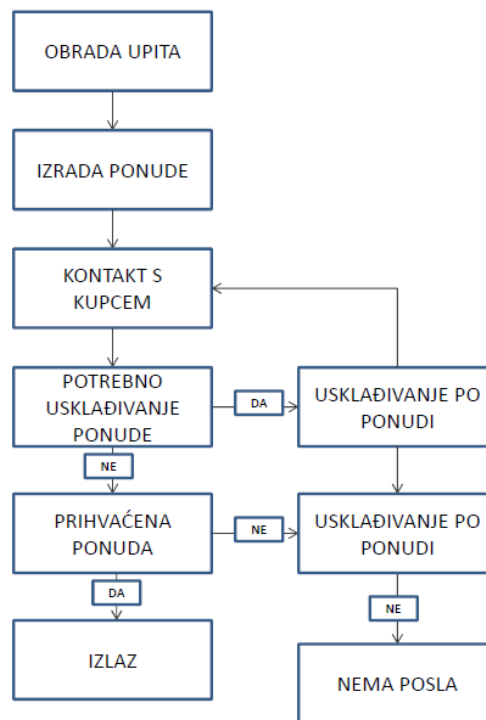 OBRADA UPITA
IZRADA PONUDE
KONTAKT S
KUPCEM
POTREBNO
USKLAĐIVANJE
PONUDE
DA
USKLAĐIVANJE PO
PONUDI
NE
PRIHVAĆENA
PONUDA
NE
USKLAĐIVANJE PO
PONUDI
DA
NE
IZLAZ
NEMA POSLA